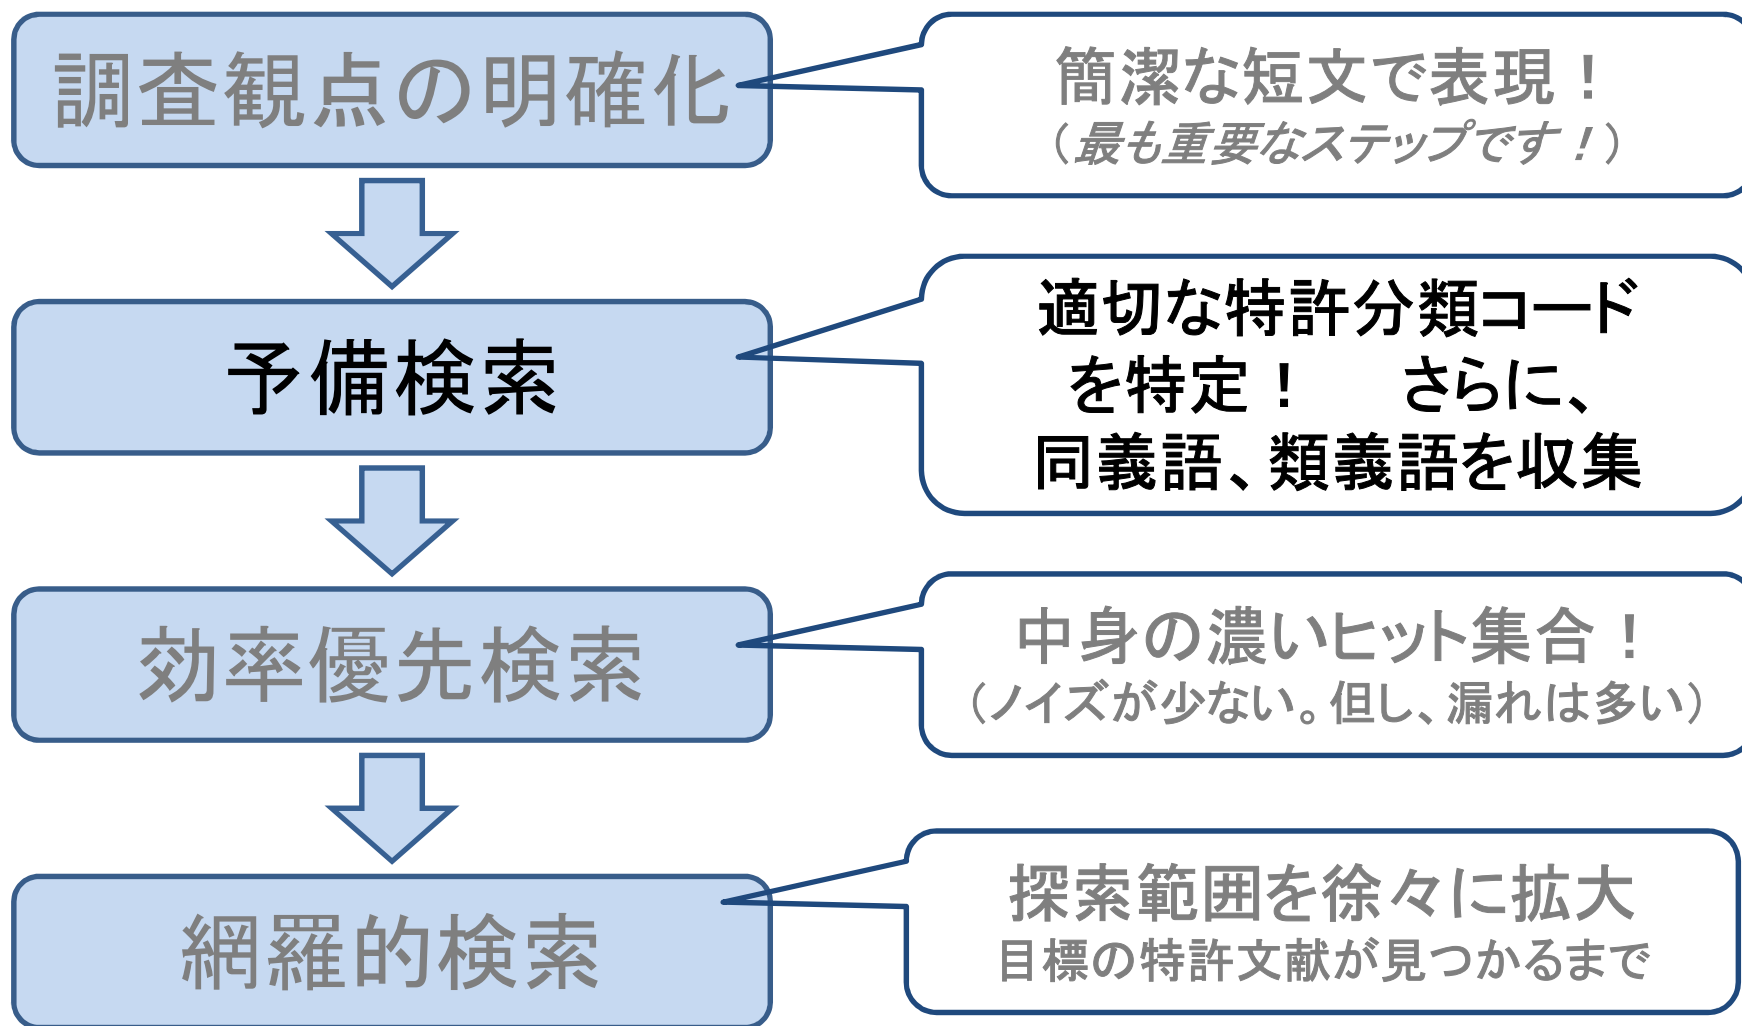 調査観点の明確化
簡潔な短文で表現！
（最も重要なステップです！）
予備検索
適切な特許分類コード
を特定！　さらに、
同義語、類義語を収集
効率優先検索
中身の濃いヒット集合！
（ノイズが少ない。但し、漏れは多い）
網羅的検索
探索範囲を徐々に拡大
目標の特許文献が見つかるまで